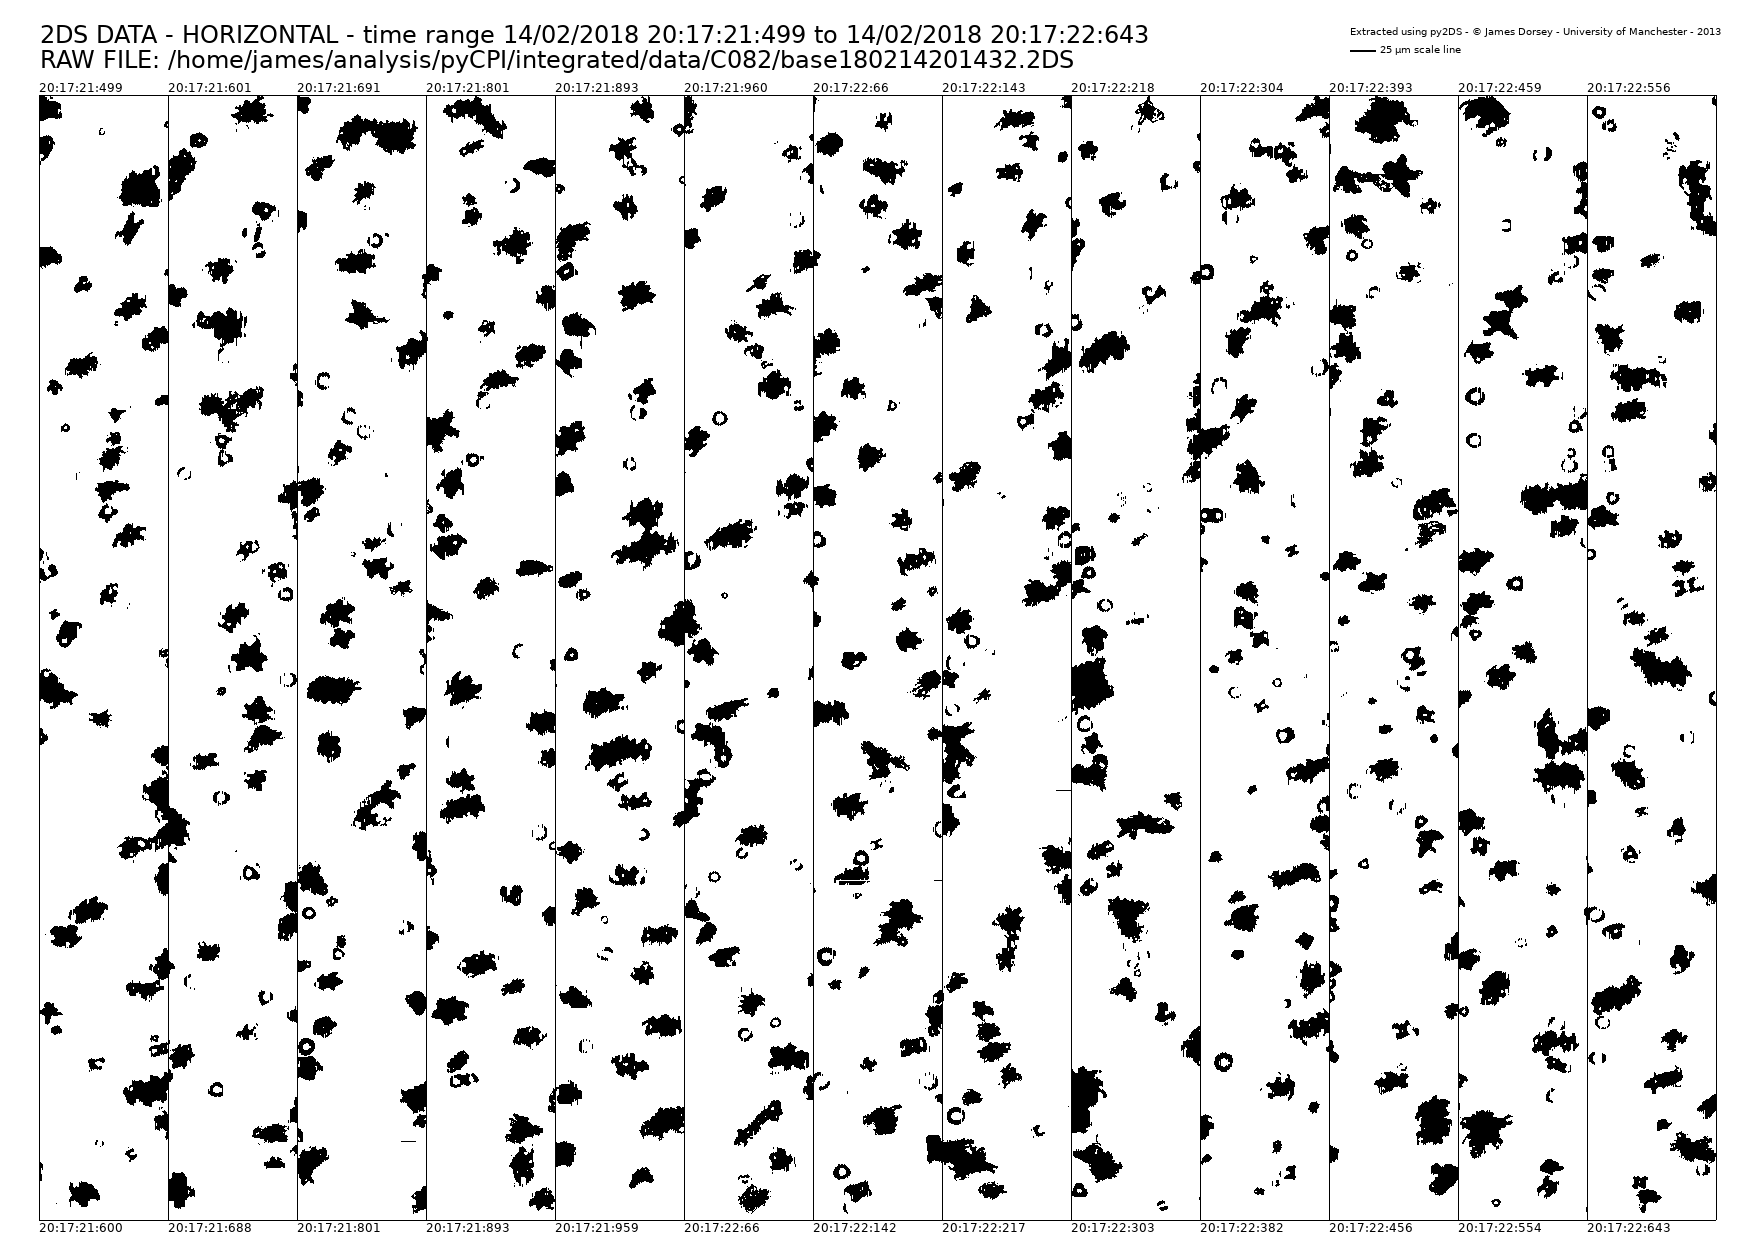 2DS DATA - HORIZONTAL - time range 14/02/2018 20:17:21:499 to 14/02/2018 20:17:22:643
RAW FILE: /home/james/analysis/pyCPI/integrated/data/C082/base180214201432.2DS
Extracted using py2DS - © James Dorsey - University of Manchester - 2013
25 µm scale line
20:17:21:499 20:17:21:601 20:17:21:691 20:17:21:801 20:17:21:893 20:17:21:960 20:17:22:66 20:17:22:143 20:17:22:218 20:17:22:304 20:17:22:393 20:17:22:459 20:17:22:556
20:17:21:600 20:17:21:688 20:17:21:801 20:17:21:893 20:17:21:959 20:17:22:66 20:17:22:142 20:17:22:217 20:17:22:303 20:17:22:382 20:17:22:456 20:17:22:554 20:17:22:643